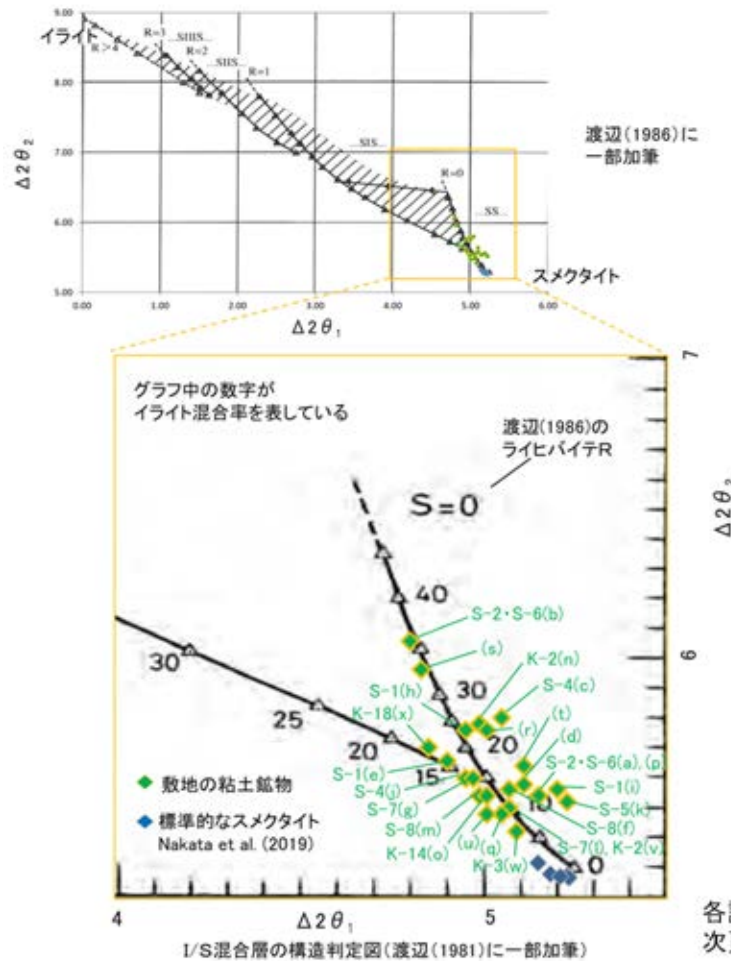 イライト
R>4
R=3
...SIIIS...
R=2
...SIIS...
R=1
...SIS...
R=0
...SS...
スメクタイト
9.00
8.00
7.00
6.00
5.00
0.00
1.00
2.00
3.00
4.00
5.00
6.00
Δ2θ₂
Δ2θ₁
渡辺(1986)に
一部加筆
グラフ中の数字が
イライト混合率を表している
渡辺(1986)の
ライヒバイテR
S=0
40
30
20
10
0
30
25
20
15
S-2・S-6(b)
(s)
K-2(n)
S-1(h)
S-4(c)
K-18(x)
(r)
(t)
(d)
S-1(e)
S-2・S-6(a), (p)
S-4(j)
S-1(i)
S-7(g)
S-5(k)
S-8(m)
S-8(f)
K-14(o)
(u)
(q)
S-7(l), K-2(v)
K-3(w)
敷地の粘土鉱物
標準的なスメクタイト
Nakata et al. (2019)
7
6
Δ2θ₂
4
5
Δ2θ₁
I/S混合層の構造判定図(渡辺(1981)に一部加筆)